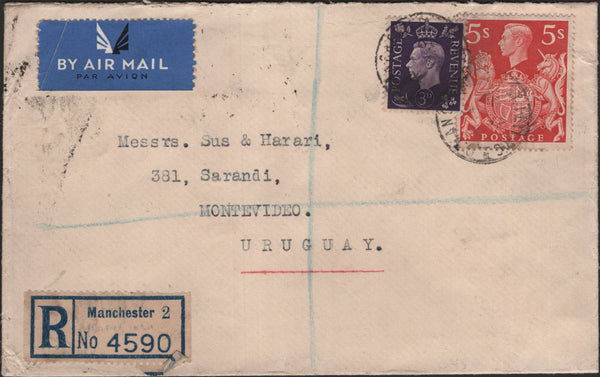 BY AIR MAIL
PAR AVION
POSTAGE
REVENUE
3D
5s
5s
POSTAGE
Messrs. Sus & Harari,
381, Sarandi,
MONTEVIDEO.
URUGUAY.
R
Manchester 2
No 4590